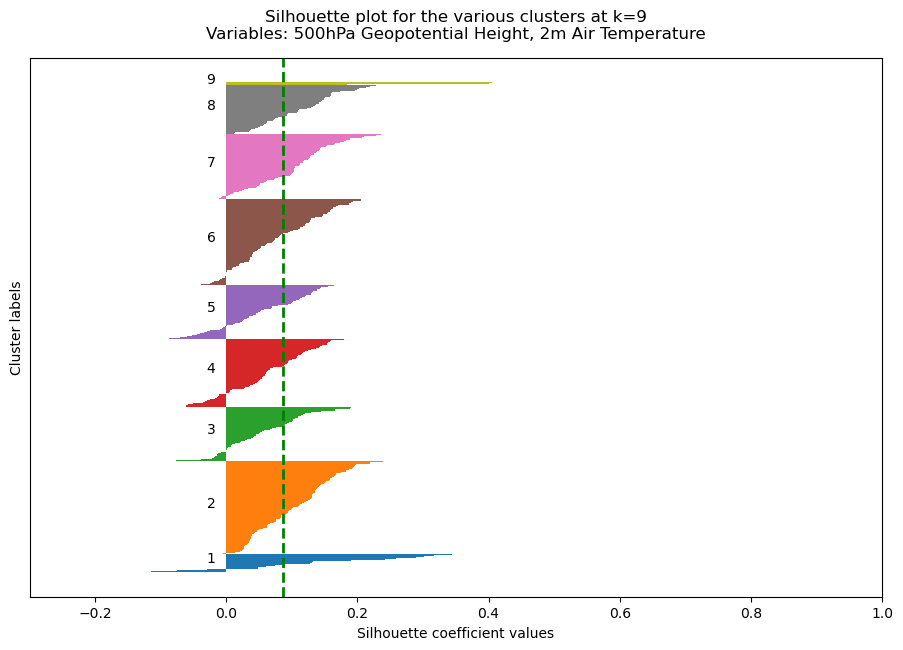 Silhouette plot for the various clusters at k=9
Variables: 500hPa Geopotential Height, 2m Air Temperature
Cluster labels
9
8
7
6
5
4
3
2
1
−0.2 0.0 0.2 0.4 0.6 0.8 1.0
Silhouette coefficient values